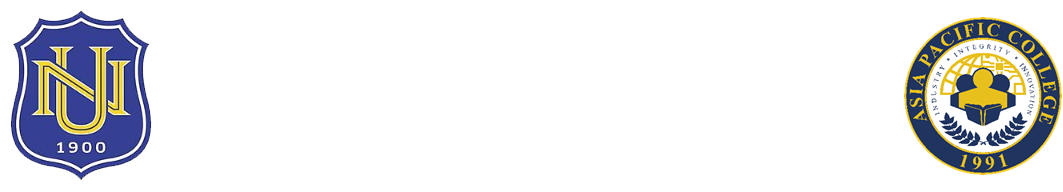 NU
1900
ASIA PACIFIC COLLEGE
INDUSTRY • INTEGRITY • INNOVATION
1991